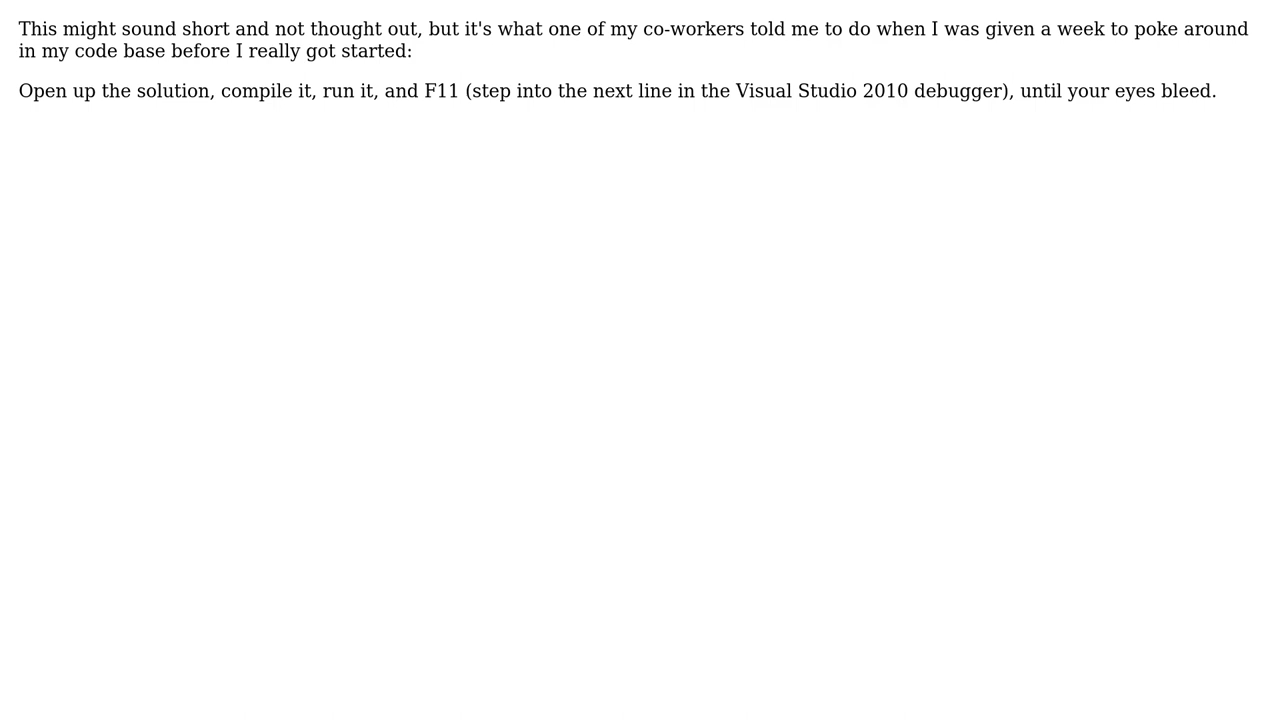 This might sound short and not thought out, but it's what one of my co-workers told me to do when I was given a week to poke around
in my code base before I really got started:
Open up the solution, compile it, run it, and F11 (step into the next line in the Visual Studio 2010 debugger), until your eyes bleed.